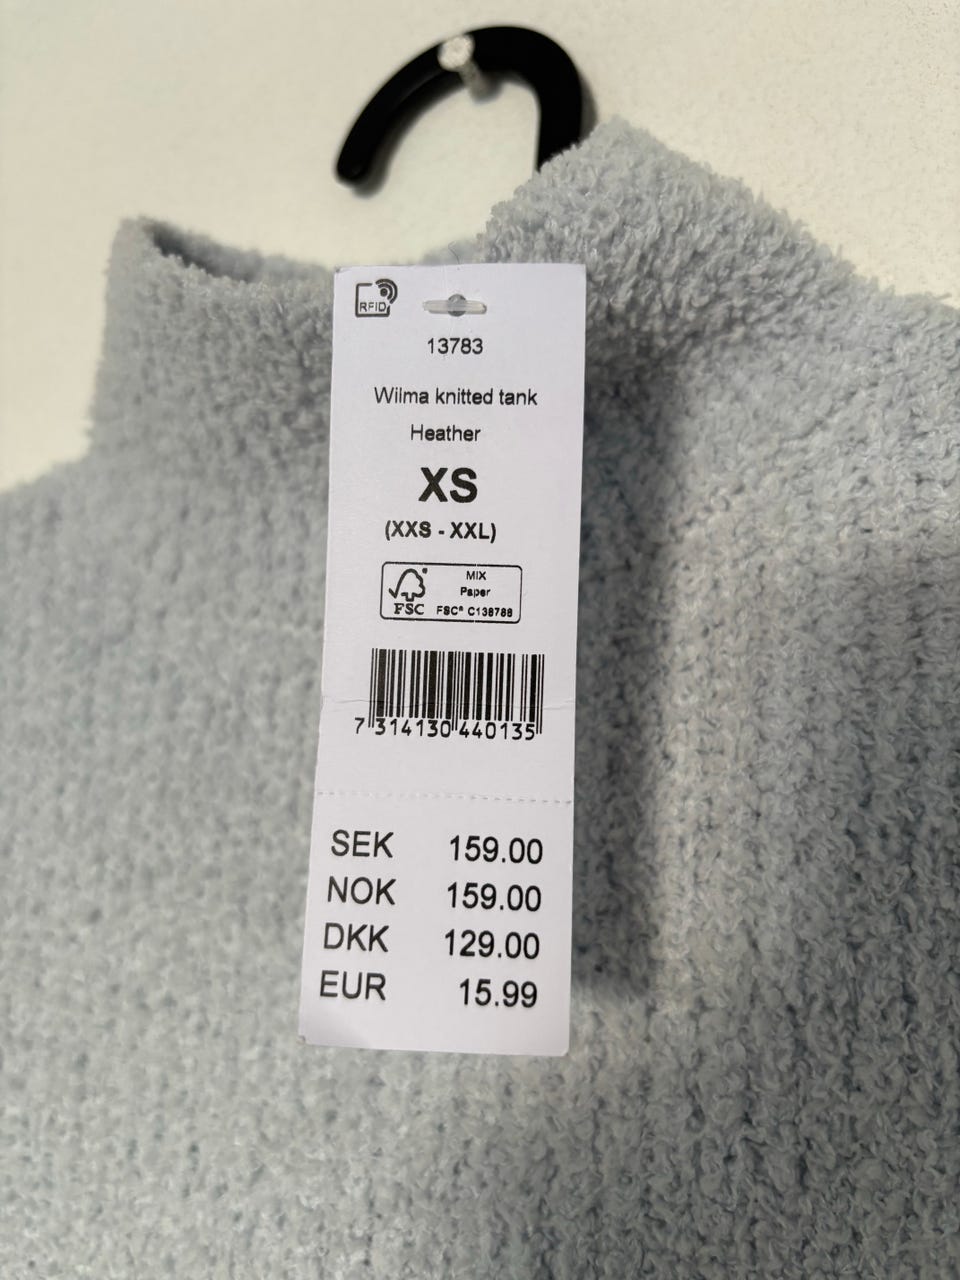 RFID
13783
Wilma knitted tank
Heather
XS
(XXS - XXL)
MIX
Paper
FSC FSC® C138788
7 314130 440135
SEK 159.00
NOK 159.00
DKK 129.00
EUR 15.99